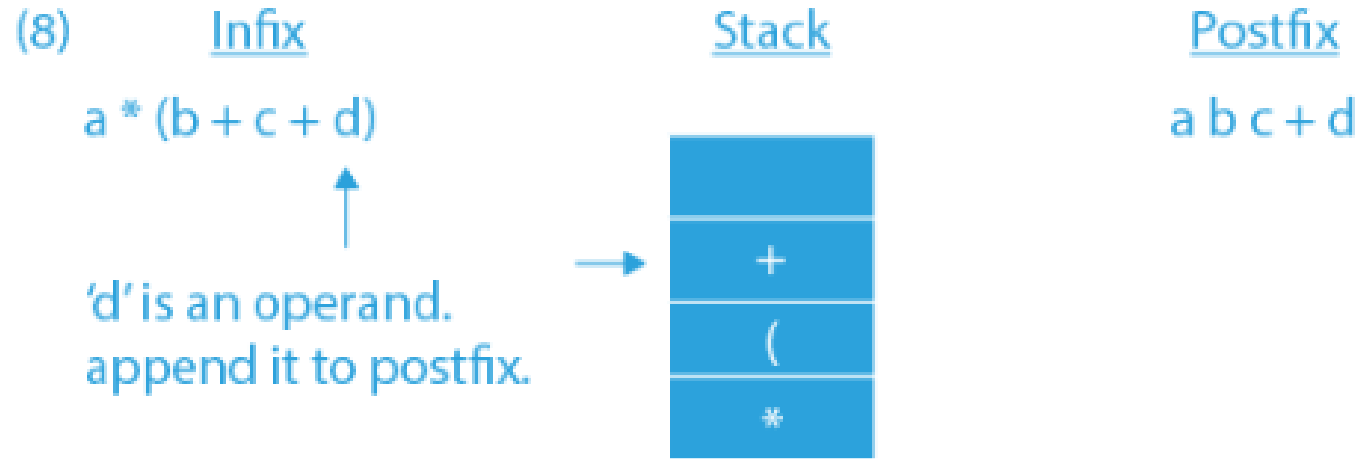 (8) Infix Stack Postfix
a * (b + c + d) a b c + d
+
‘d’ is an operand.
(
append it to postfix.
*